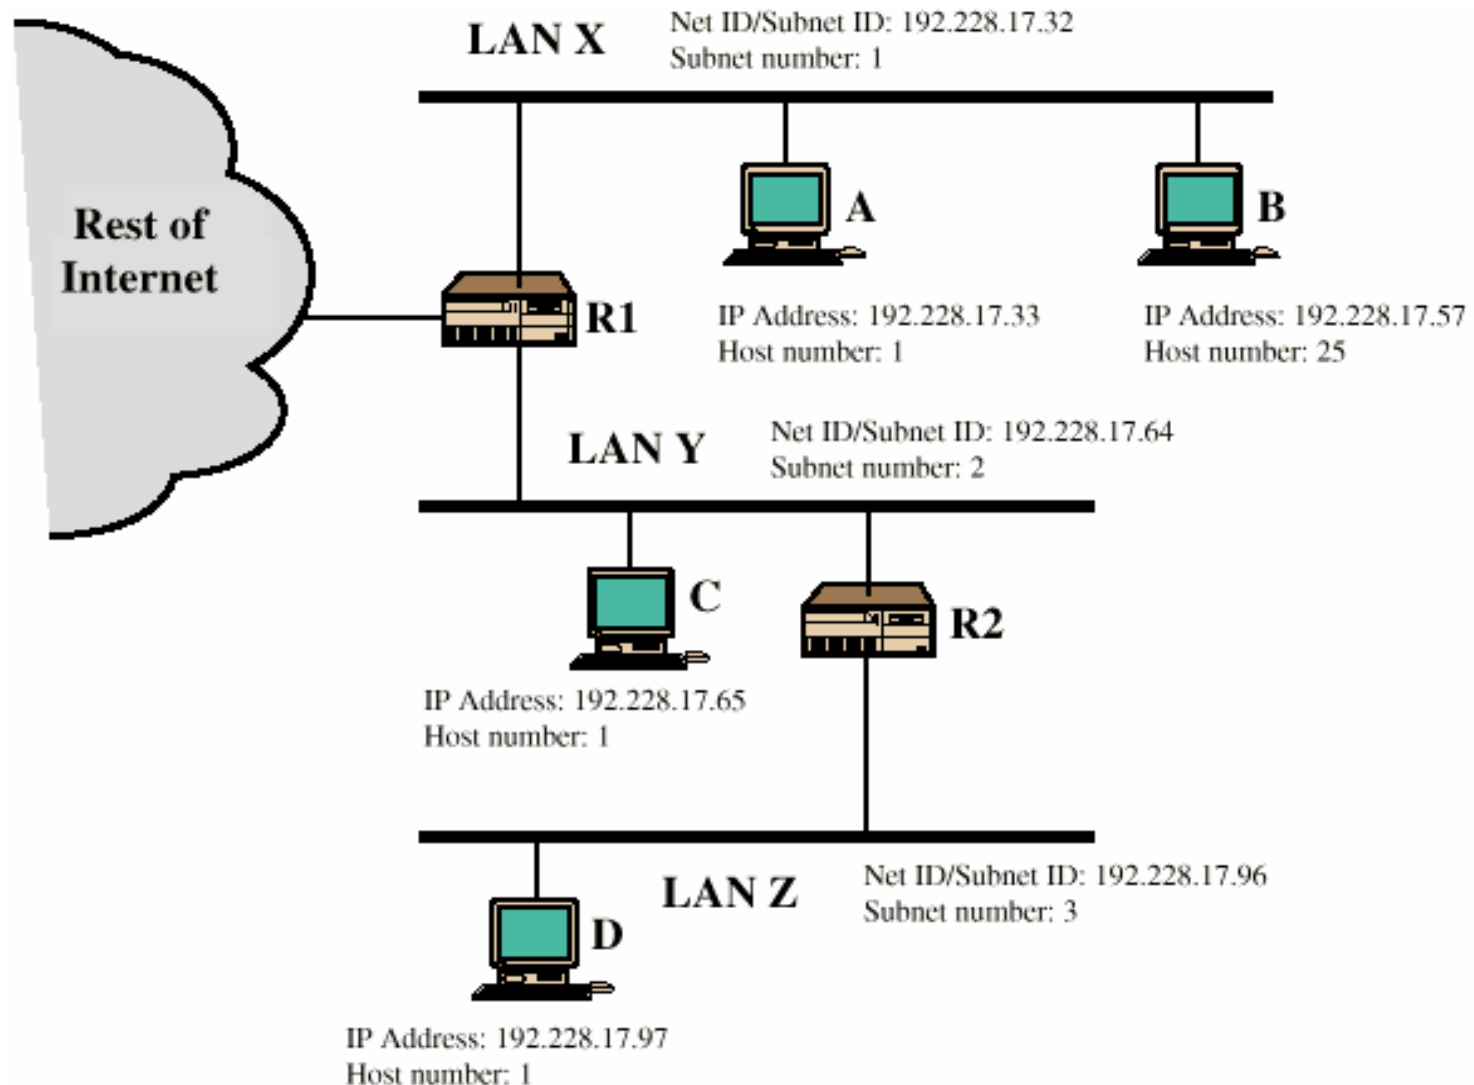 LAN X
Net ID/Subnet ID: 192.228.17.32
Subnet number: 1
Rest of
Internet
A
B
R1
IP Address: 192.228.17.33
Host number: 1
IP Address: 192.228.17.57
Host number: 25
LAN Y
Net ID/Subnet ID: 192.228.17.64
Subnet number: 2
C
R2
IP Address: 192.228.17.65
Host number: 1
LAN Z
Net ID/Subnet ID: 192.228.17.96
Subnet number: 3
D
IP Address: 192.228.17.97
Host number: 1